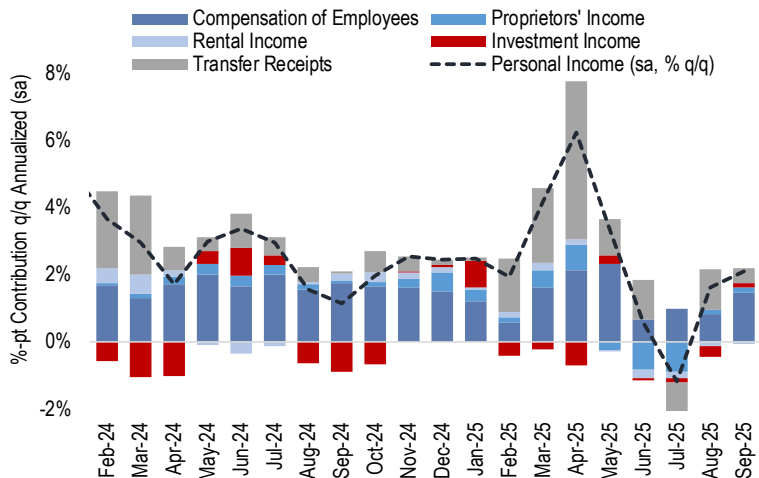 Compensation of Employees
Proprietors' Income
Rental Income
Investment Income
Transfer Receipts
Personal Income (sa, % q/q)
%-pt Contribution q/q Annualized (sa)
8%
6%
4%
2%
0%
-2%
Feb-24
Mar-24
Apr-24
May-24
Jun-24
Jul-24
Aug-24
Sep-24
Oct-24
Nov-24
Dec-24
Jan-25
Feb-25
Mar-25
Apr-25
May-25
Jun-25
Jul-25
Aug-25
Sep-25